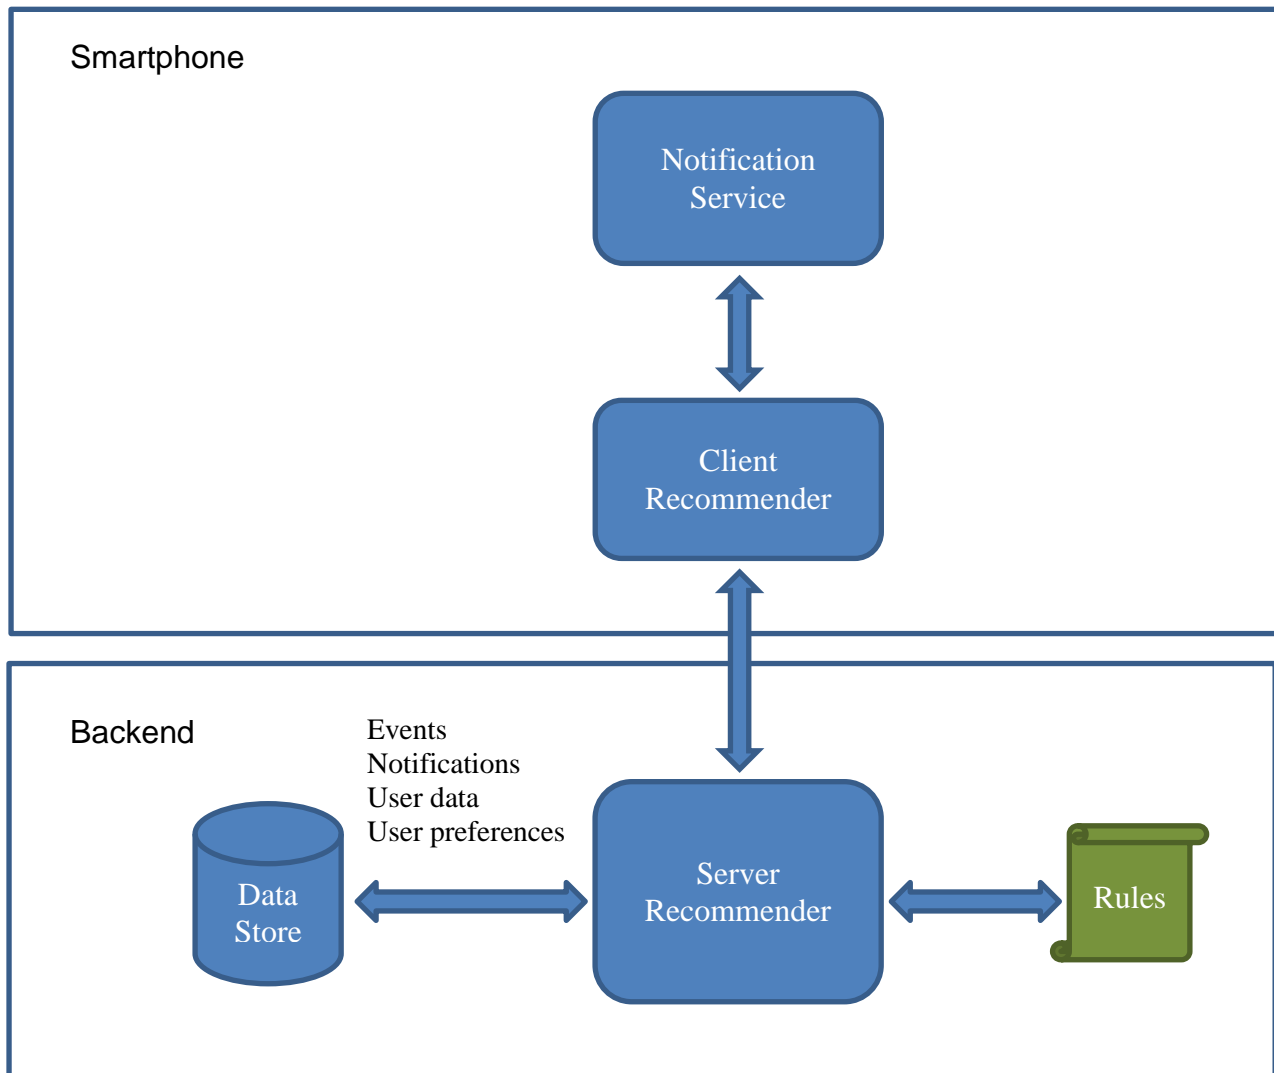 Smartphone
Notification
Service
Client
Recommender
Backend
Events
Notifications
User data
User preferences
Data
Store
Server
Recommender
Rules